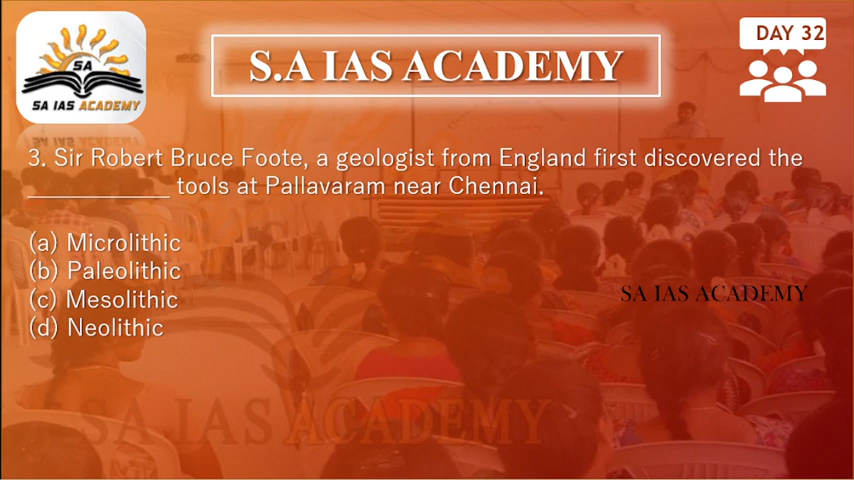 SA
SA IAS ACADEMY
S.A IAS ACADEMY
DAY 32
3. Sir Robert Bruce Foote, a geologist from England first discovered the
____________ tools at Pallavaram near Chennai.
(a) Microlithic
(b) Paleolithic
(c) Mesolithic
(d) Neolithic
SA IAS ACADEMY
SA IAS ACADEMY